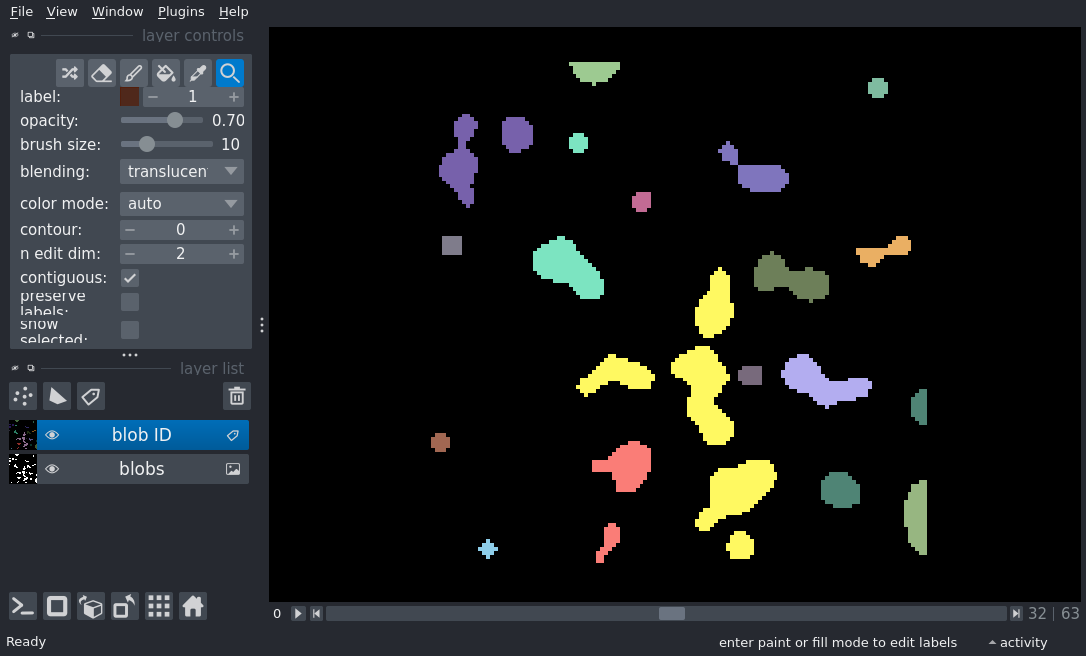 File View Window Plugins Help
layer controls
label: 1
opacity: 0.70
brush size: 10
blending: translucen
color mode: auto
contour: 0
n edit dim: 2
contiguous:
preserve
labels:
show
selected:
layer list
blob ID
blobs
0 32 | 63
Ready enter paint or fill mode to edit labels activity